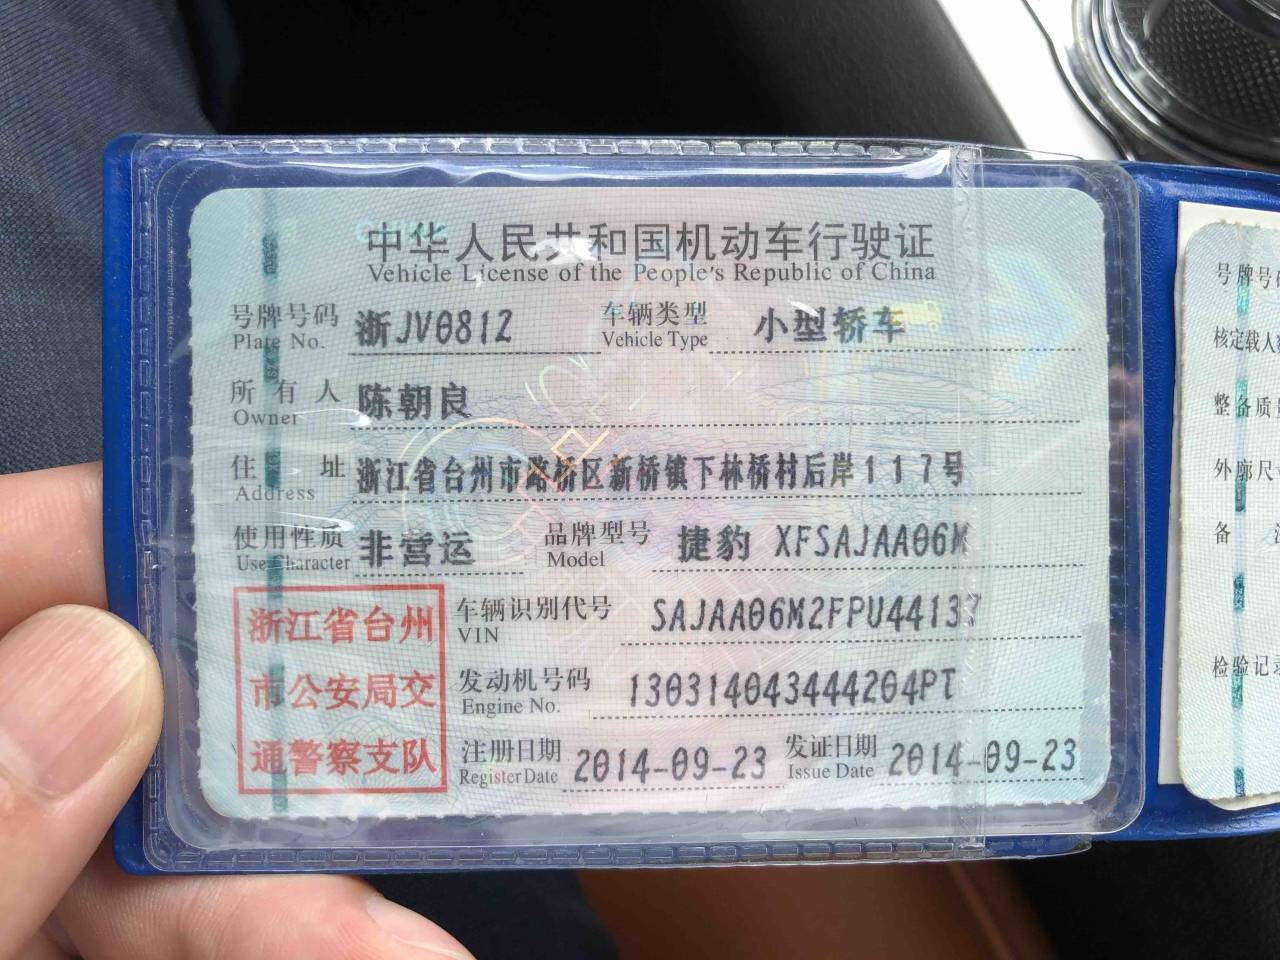 中华人民共和国机动车行驶证
Vehicle License of the People's Republic of China
号牌号码 浙JV0812 车辆类型 小型轿车
Plate No. Vehicle Type
所有人 陈朝良
Owner
住址 浙江省台州市路桥区新桥镇下林桥村后岸117号
Address
使用性质 非营运 品牌型号 捷豹 XFSAJAA06M
Use Character Model
浙江省台州
市公安局交
通警察支队
车辆识别代号 SAJAA06M2FPU44137
VIN
发动机号码 130314043444204PT
Engine No.
注册日期 2014-09-23 发证日期 2014-09-23
Register Date Issue Date
号牌号
核定载人
整备质
外廓尺
备
检验记